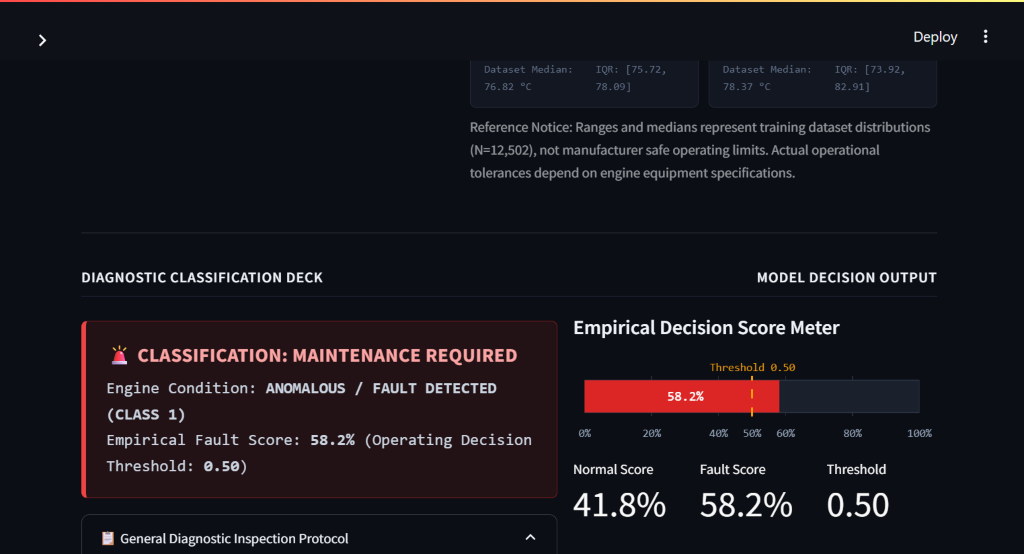 Deploy
Dataset Median: IQR: [75.72,
76.82 °C 78.09]
Dataset Median: IQR: [73.92,
78.37 °C 82.91]
Reference Notice: Ranges and medians represent training dataset distributions
(N=12,502), not manufacturer safe operating limits. Actual operational
tolerances depend on engine equipment specifications.
DIAGNOSTIC CLASSIFICATION DECK
MODEL DECISION OUTPUT
CLASSIFICATION: MAINTENANCE REQUIRED
Engine Condition: ANOMALOUS / FAULT DETECTED
(CLASS 1)
Empirical Fault Score: 58.2% (Operating Decision
Threshold: 0.50)
General Diagnostic Inspection Protocol
Empirical Decision Score Meter
Threshold 0.50
58.2%
0% 20% 40% 50% 60% 80% 100%
Normal Score Fault Score Threshold
41.8% 58.2% 0.50